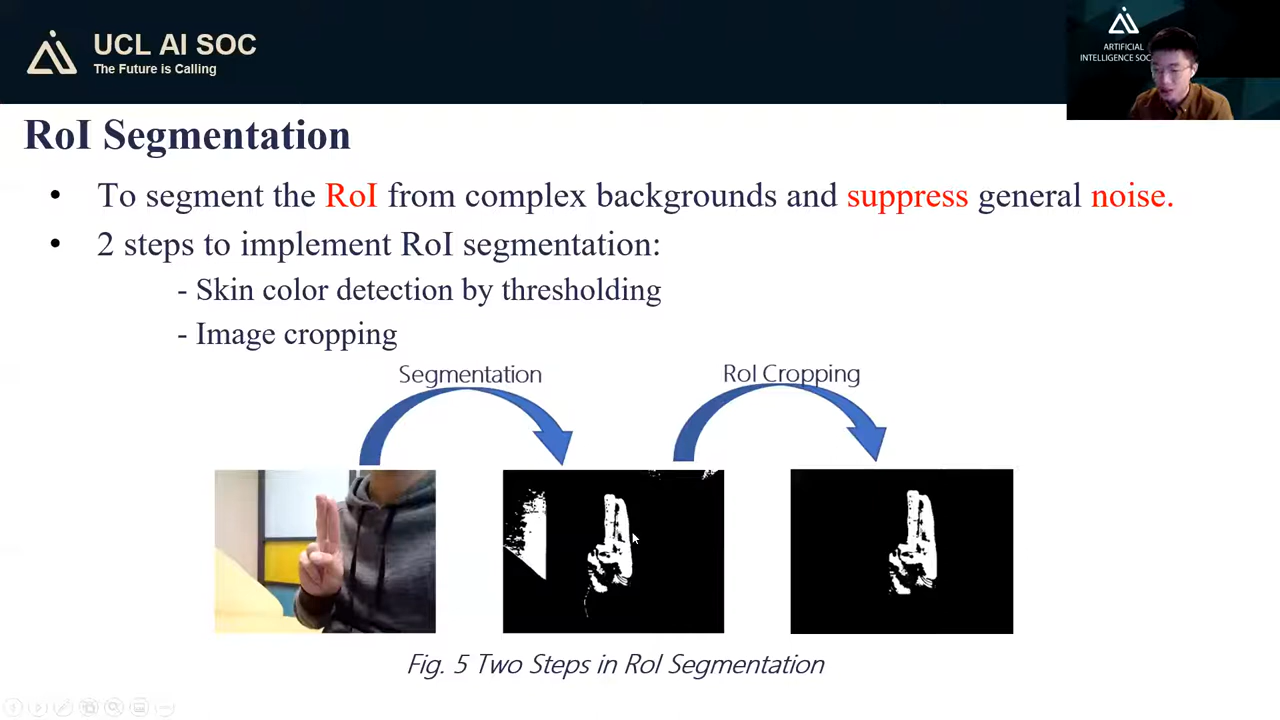 UCL AI SOC
The Future is Calling
ARTIFICIAL
INTELLIGENCE SOC
RoI Segmentation
• To segment the RoI from complex backgrounds and suppress general noise.
• 2 steps to implement RoI segmentation:
- Skin color detection by thresholding
- Image cropping
Segmentation
RoI Cropping
Fig. 5 Two Steps in RoI Segmentation